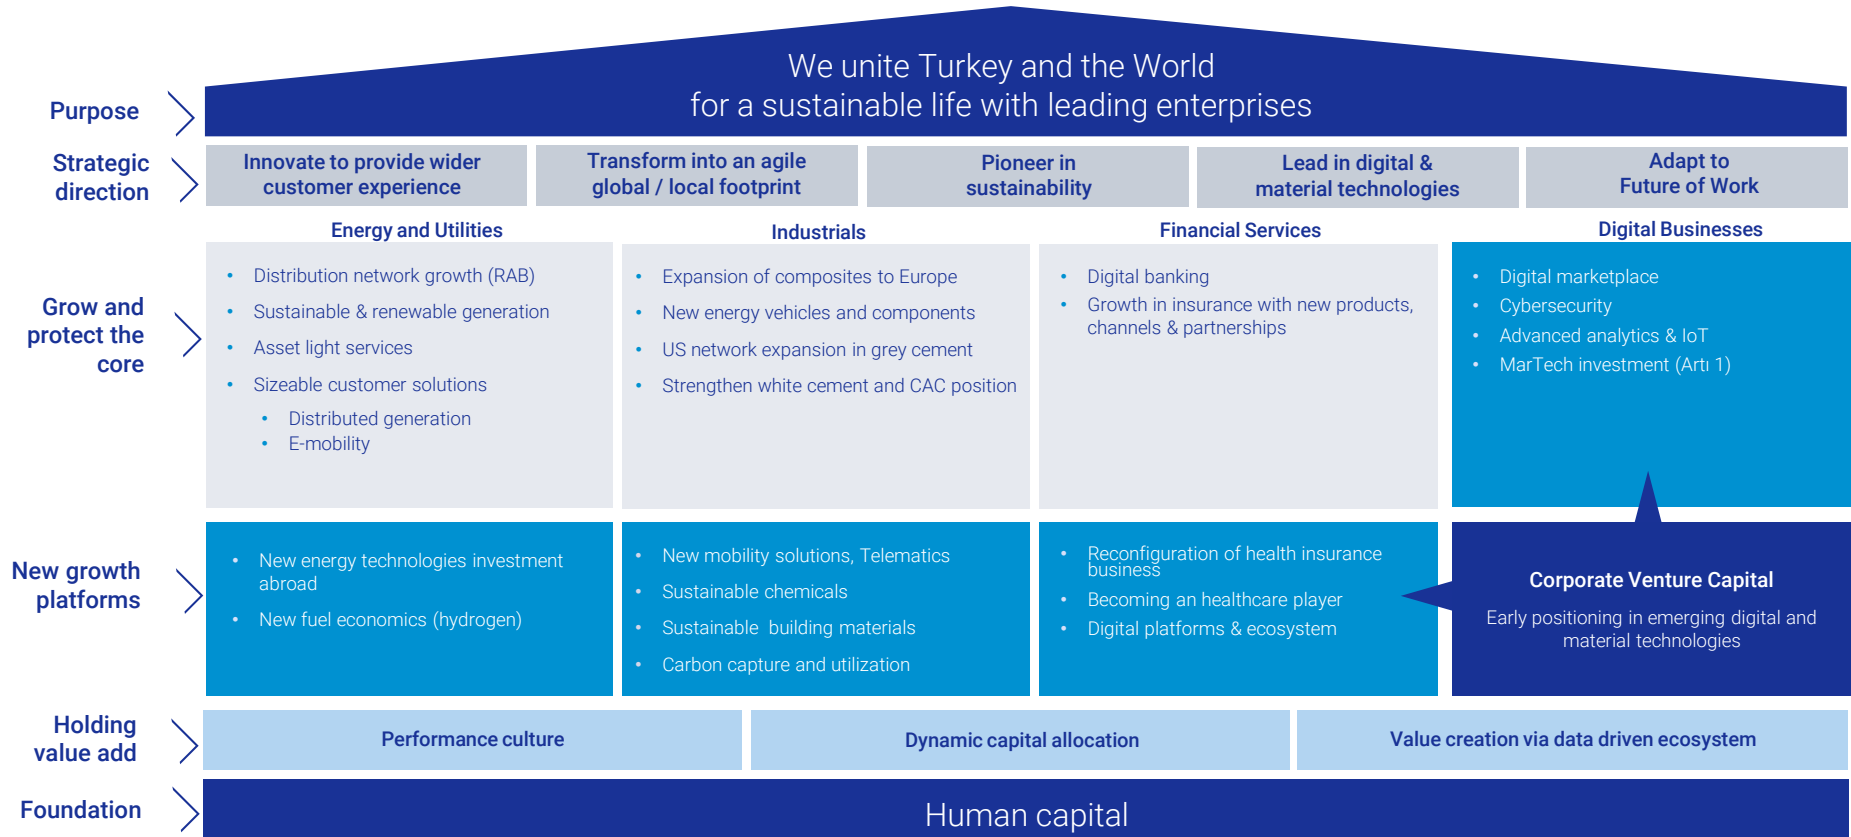 We unite Turkey and the World
for a sustainable life with leading enterprises
Purpose
Strategic
direction
Innovate to provide wider
customer experience
Transform into an agile
global / local footprint
Pioneer in
sustainability
Lead in digital &
material technologies
Adapt to
Future of Work
Grow and
protect the
core
Energy and Utilities
• Distribution network growth (RAB)
• Sustainable & renewable generation
• Asset light services
• Sizeable customer solutions
• Distributed generation
• E-mobility
Industrials
• Expansion of composites to Europe
• New energy vehicles and components
• US network expansion in grey cement
• Strengthen white cement and CAC position
Financial Services
• Digital banking
• Growth in insurance with new products,
channels & partnerships
Digital Businesses
• Digital marketplace
• Cybersecurity
• Advanced analytics & IoT
• MarTech investment (Artı 1)
New growth
platforms
• New energy technologies investment
abroad
• New fuel economics (hydrogen)
• New mobility solutions, Telematics
• Sustainable chemicals
• Sustainable  building materials
• Carbon capture and utilization
• Reconfiguration of health insurance
business
• Becoming an healthcare player
• Digital platforms & ecosystem
Corporate Venture Capital
Early positioning in emerging digital and
material technologies
Holding
value add
Performance culture
Dynamic capital allocation
Value creation via data driven ecosystem
Foundation
Human capital